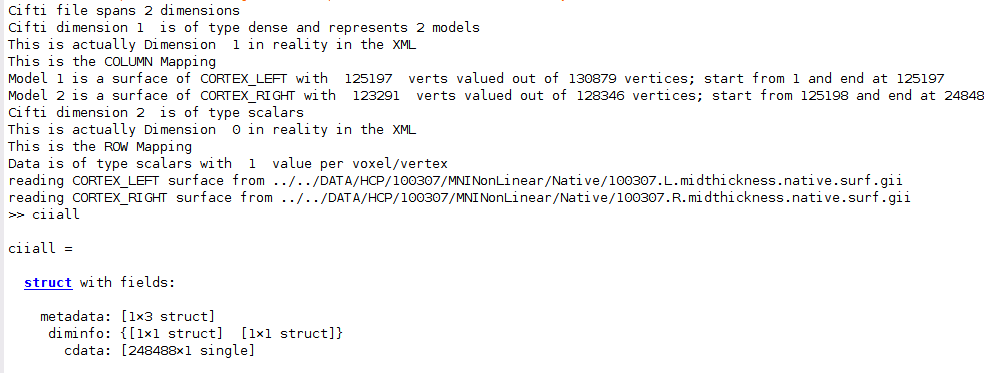 Cifti file spans 2 dimensions
Cifti dimension 1  is of type dense and represents 2 models
This is actually Dimension  1 in reality in the XML
This is the COLUMN Mapping
Model 1 is a surface of CORTEX_LEFT with  125197  verts valued out of 130879 vertices; start from 1 and end at 125197
Model 2 is a surface of CORTEX_RIGHT with  123291  verts valued out of 128346 vertices; start from 125198 and end at 24848
Cifti dimension 2  is of type scalars
This is actually Dimension  0 in reality in the XML
This is the ROW Mapping
Data is of type scalars with  1  value per voxel/vertex
reading CORTEX_LEFT surface from ../../DATA/HCP/100307/MNINonLinear/Native/100307.L.midthickness.native.surf.gii
reading CORTEX_RIGHT surface from ../../DATA/HCP/100307/MNINonLinear/Native/100307.R.midthickness.native.surf.gii
>> ciiall
ciiall =
struct with fields:
metadata: [1×3 struct]
diminfo: {[1×1 struct]  [1×1 struct]}
cdata: [248488×1 single]